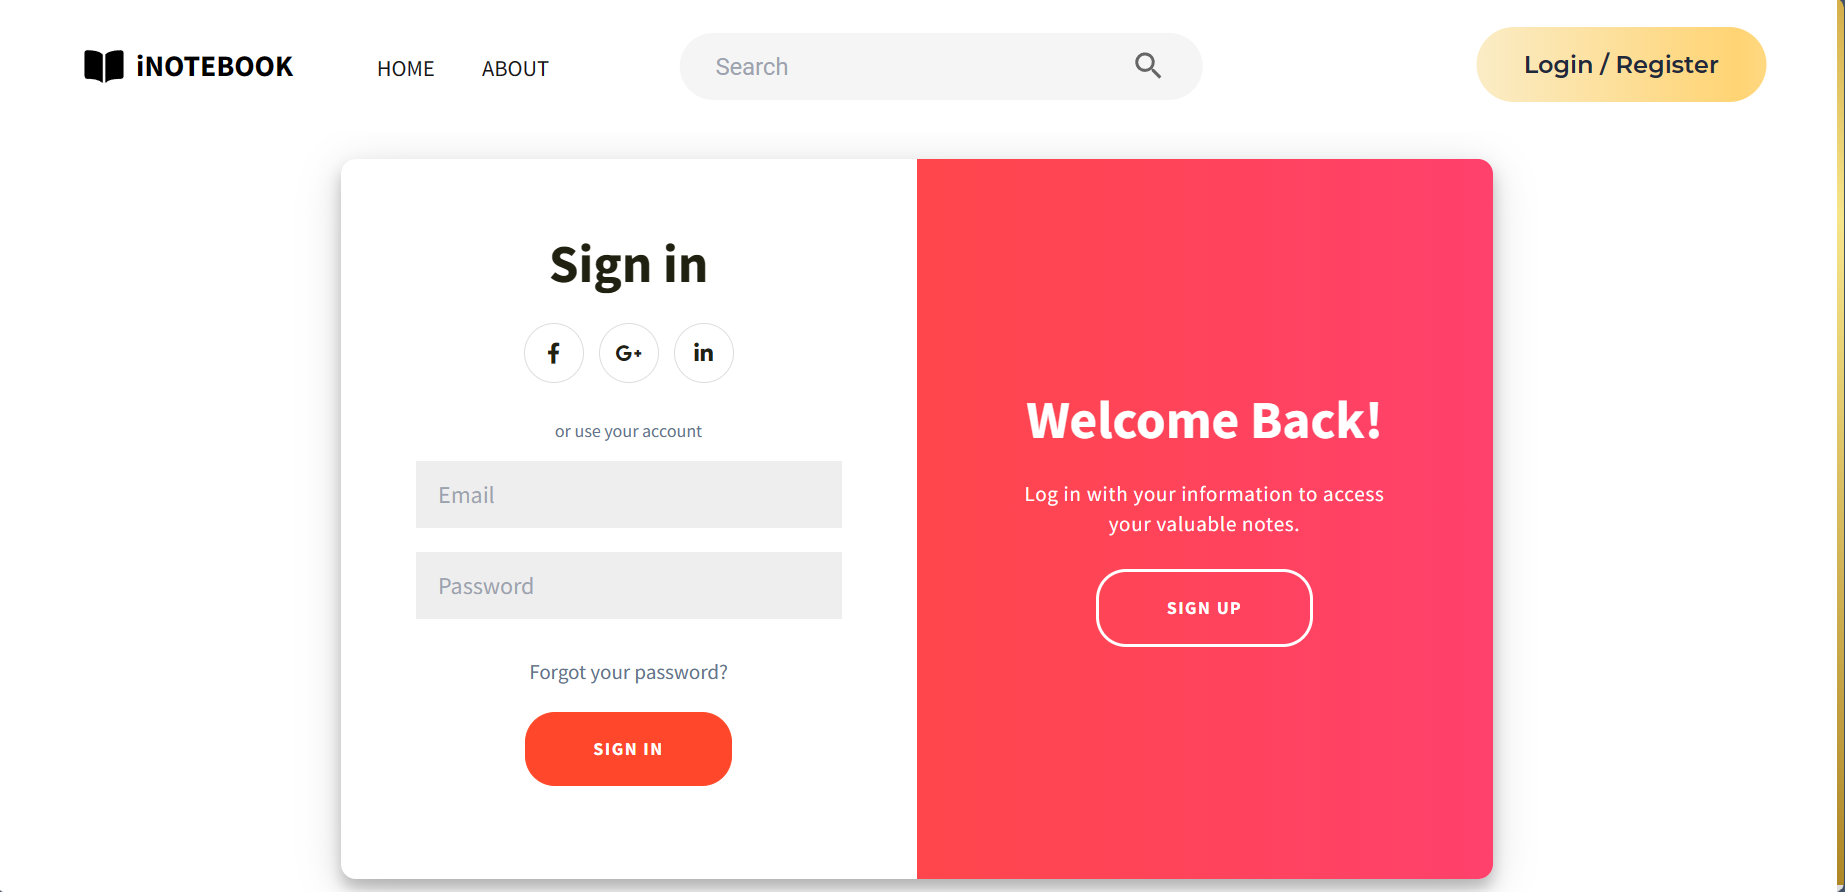 iNOTEBOOK
HOME
ABOUT
Search
Login / Register
Sign in
f
G+
in
or use your account
Email
Password
Forgot your password?
SIGN IN
Welcome Back!
Log in with your information to access
your valuable notes.
SIGN UP